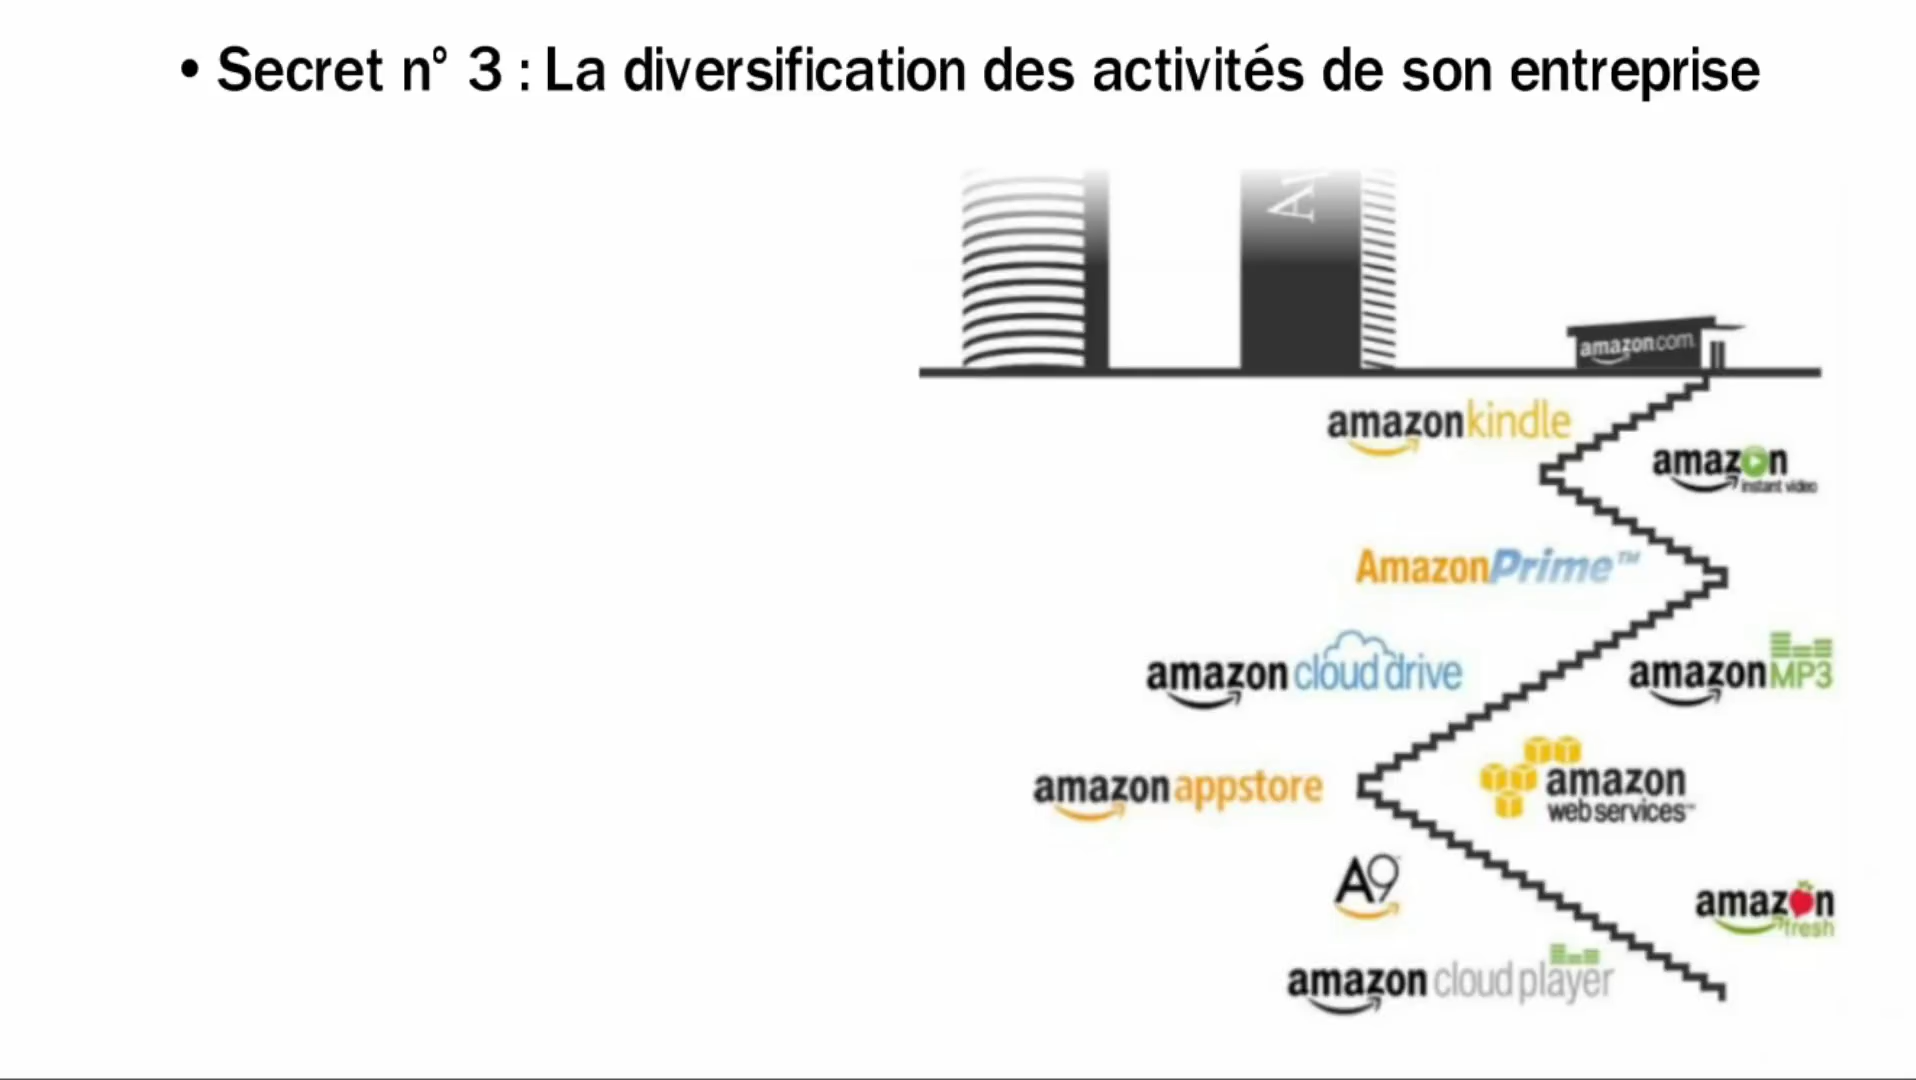 • Secret n° 3 : La diversification des activités de son entreprise
amazon.com
amazonkindle
amazon
instant video
AmazonPrime™
amazon cloud drive
amazonMP3
amazon appstore
amazon
web services™
A9
amazon
fresh
amazon cloud player